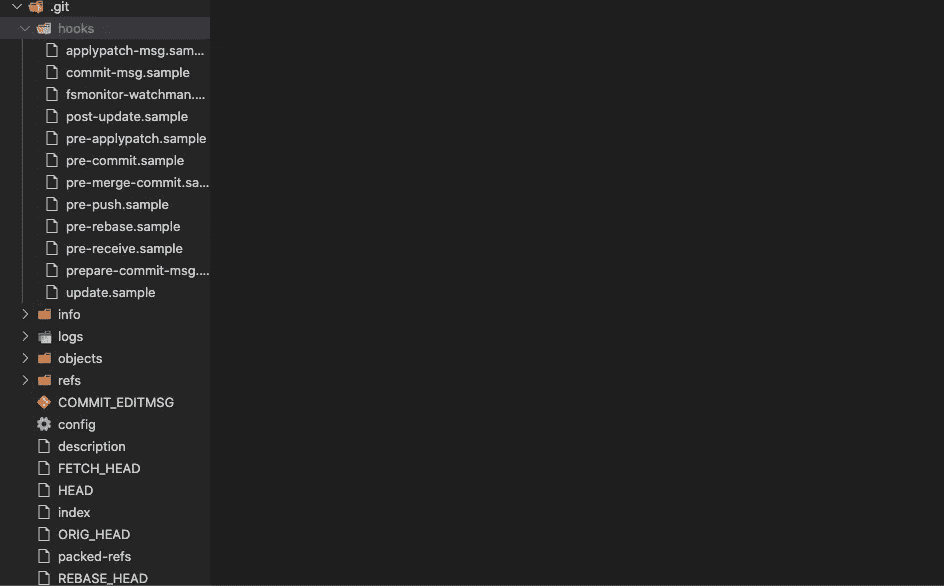 .git
hooks
applypatch-msg.sam...
commit-msg.sample
fsmonitor-watchman....
post-update.sample
pre-applypatch.sample
pre-commit.sample
pre-merge-commit.sa...
pre-push.sample
pre-rebase.sample
pre-receive.sample
prepare-commit-msg....
update.sample
info
logs
objects
refs
COMMIT_EDITMSG
config
description
FETCH_HEAD
HEAD
index
ORIG_HEAD
packed-refs
REBASE_HEAD